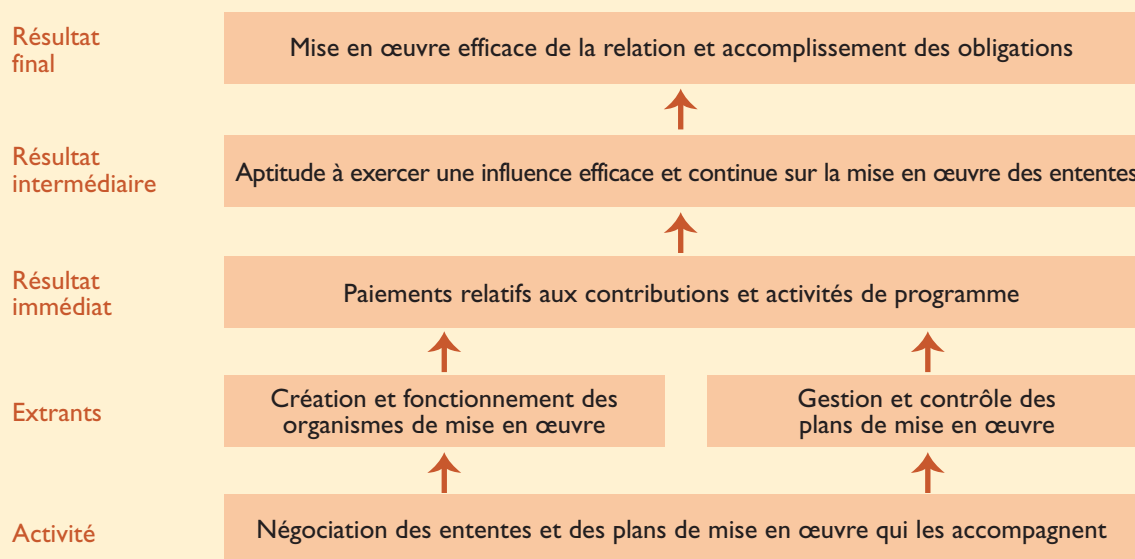 Résultat
final
Mise en œuvre efficace de la relation et accomplissement des obligations
Résultat
intermédiaire
Aptitude à exercer une influence efficace et continue sur la mise en œuvre des ententes
Résultat
immédiat
Paiements relatifs aux contributions et activités de programme
Extrants
Création et fonctionnement des
organismes de mise en œuvre
Gestion et contrôle des
plans de mise en œuvre
Activité
Négociation des ententes et des plans de mise en œuvre qui les accompagnent